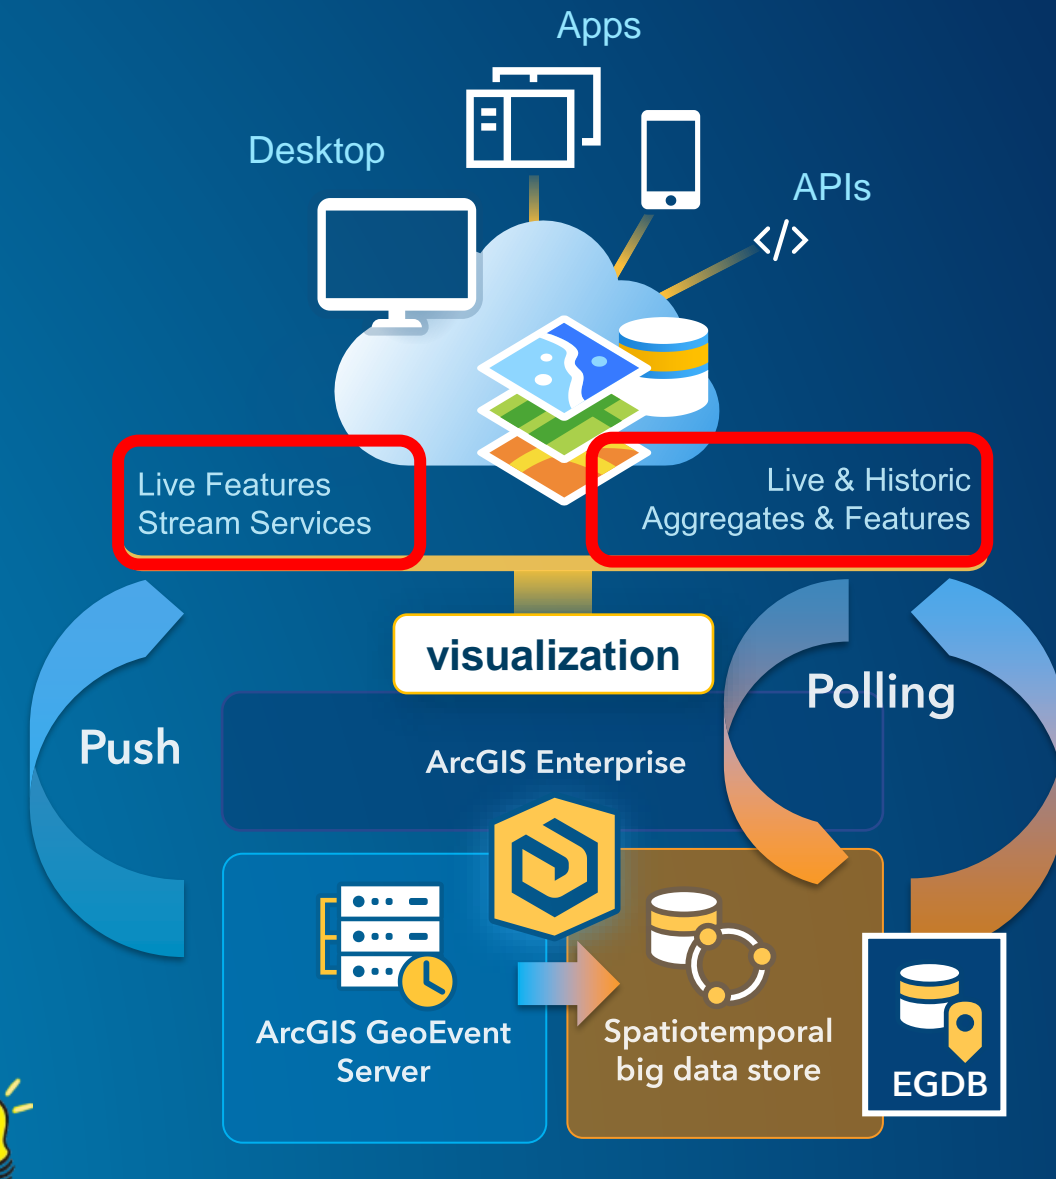 Apps
Desktop
APIs
</>
Live Features
Stream Services
Live & Historic
Aggregates & Features
visualization
Push
Polling
ArcGIS Enterprise
ArcGIS GeoEvent
Server
Spatiotemporal
big data store
EGDB